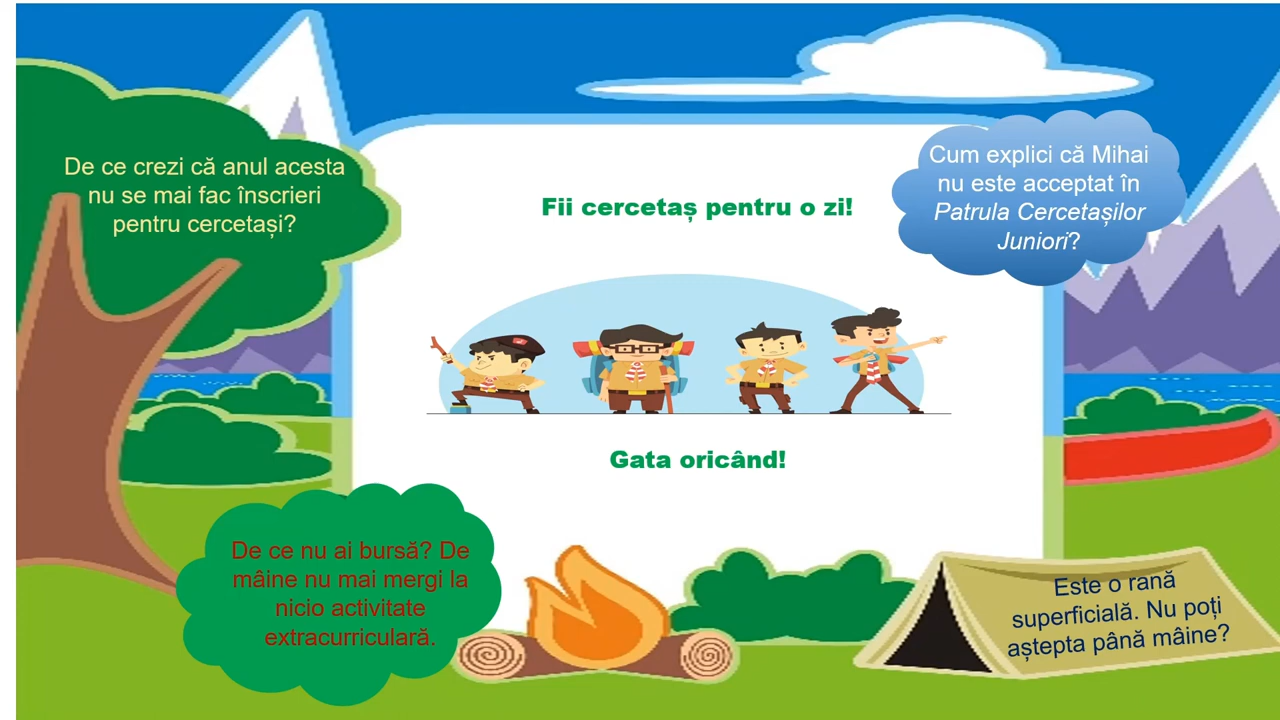 De ce crezi că anul acesta
nu se mai fac înscrieri
pentru cercetași?
Fii cercetaș pentru o zi!
Cum explici că Mihai
nu este acceptat în
Patrula Cercetașilor
Juniori?
Gata oricând!
De ce nu ai bursă? De
mâine nu mai mergi la
nicio activitate
extracurriculară.
Este o rană
superficială. Nu poți
aștepta până mâine?